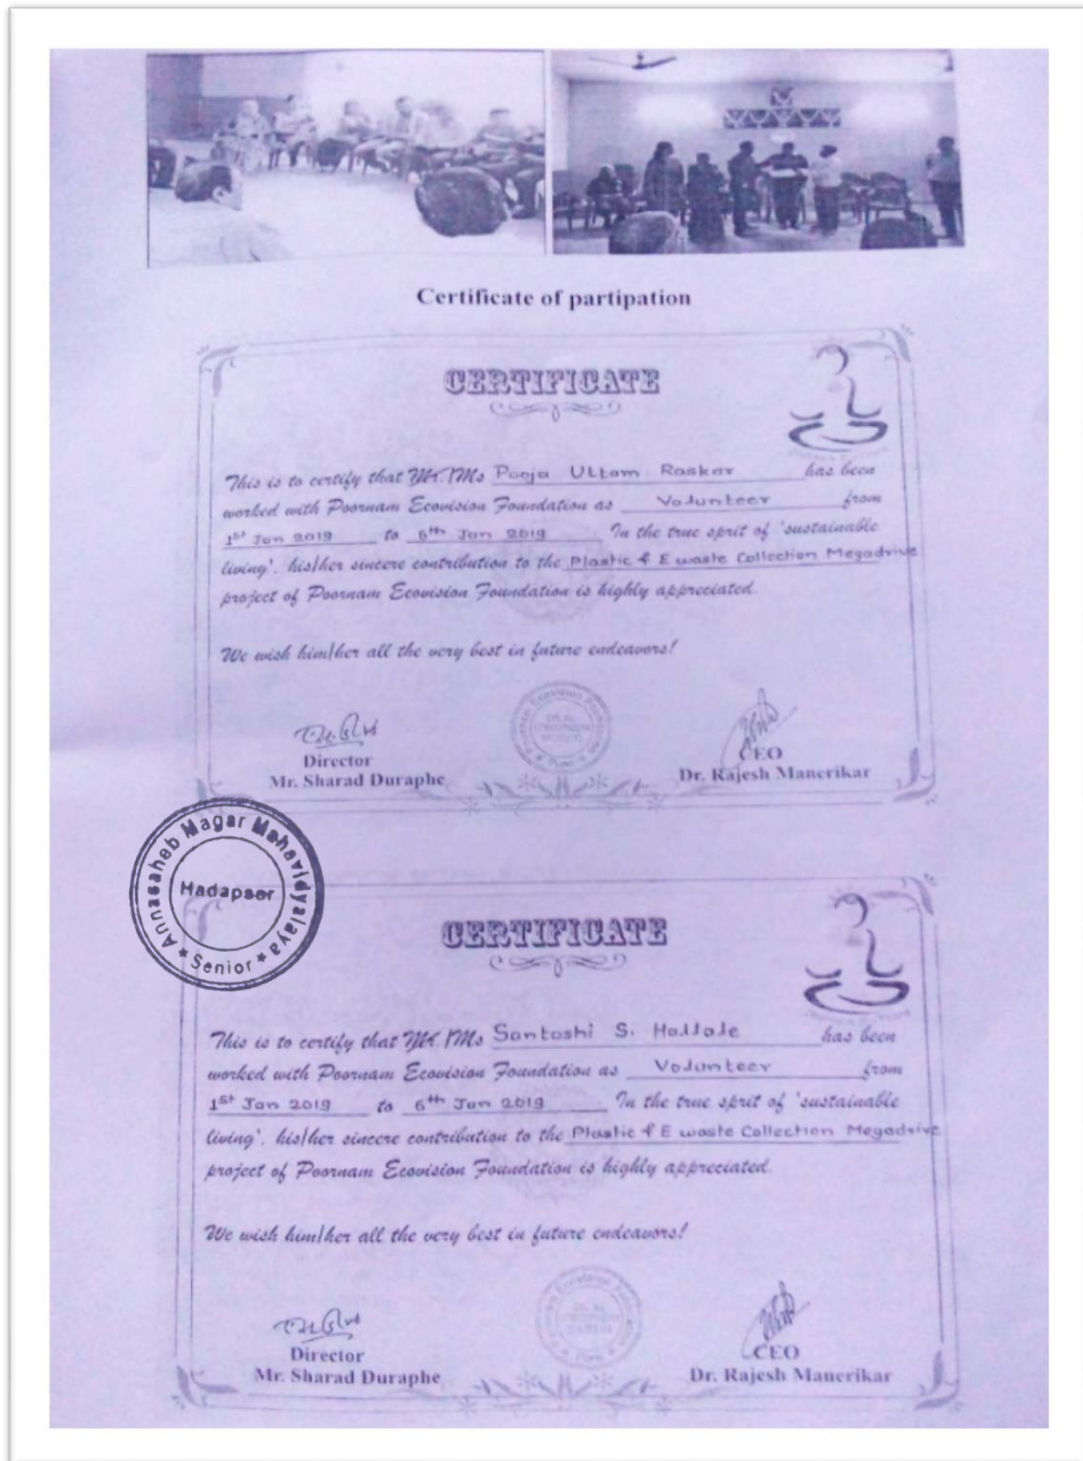 Certificate of partipation
CERTIFICATE
This is to certify that Mr./Ms Pooja Uttam Raskar has been
worked with Poornam Ecovision Foundation as Volunteer from
1st Jan 2019 to 6th Jan 2019 In the true sprit of 'sustainable
living', his/her sincere contribution to the Plastic & E waste Collection Megadrive
project of Poornam Ecovision Foundation is highly appreciated.
We wish him/her all the very best in future endeavors!
Director
Mr. Sharad Duraphe
CEO
Dr. Rajesh Manerikar
Annasaheb Magar Mahavidyalaya
Hadapsar
★ Senior ★
CERTIFICATE
This is to certify that Mr./Ms Santoshi S. Hallale has been
worked with Poornam Ecovision Foundation as Volunteer from
1st Jan 2019 to 6th Jan 2019 In the true sprit of 'sustainable
living', his/her sincere contribution to the Plastic & E waste Collection Megadrive
project of Poornam Ecovision Foundation is highly appreciated.
We wish him/her all the very best in future endeavors!
Director
Mr. Sharad Duraphe
CEO
Dr. Rajesh Manerikar